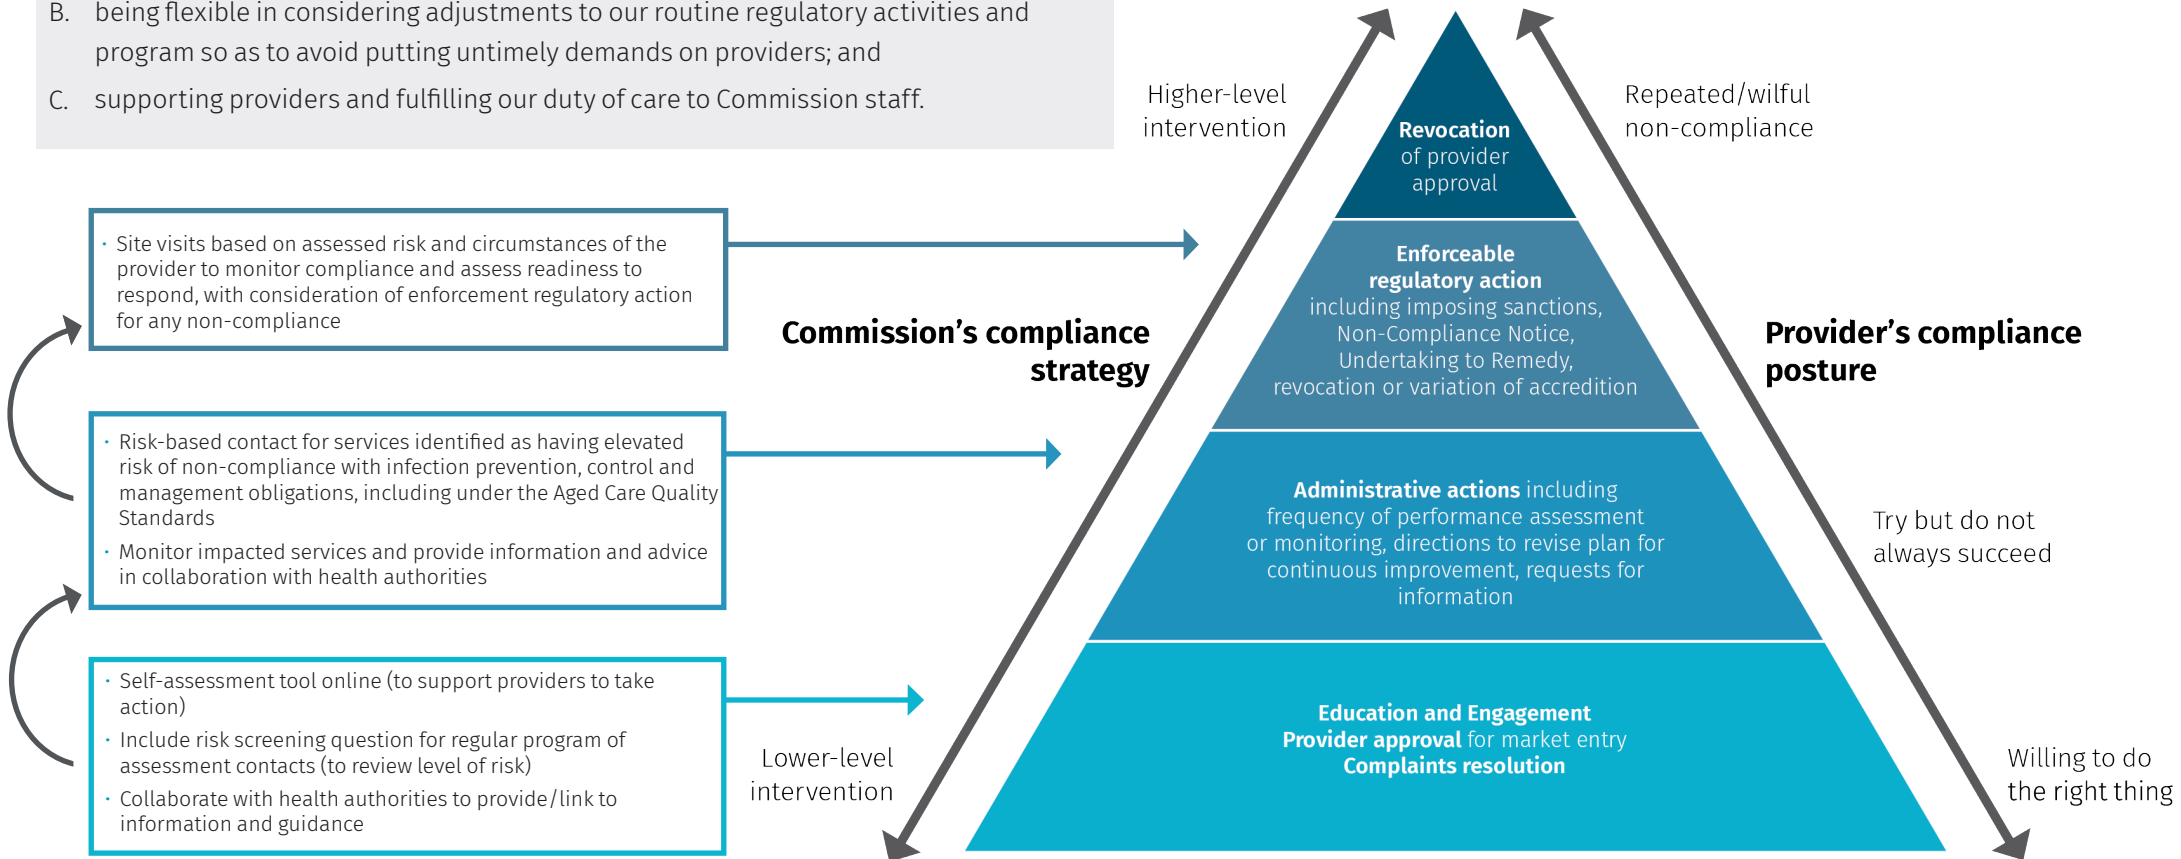 B. being flexible in considering adjustments to our routine regulatory activities and
program so as to avoid putting untimely demands on providers; and
C. supporting providers and fulfilling our duty of care to Commission staff.
· Site visits based on assessed risk and circumstances of the
provider to monitor compliance and assess readiness to
respond, with consideration of enforcement regulatory action
for any non-compliance
· Risk-based contact for services identified as having elevated
risk of non-compliance with infection prevention, control and
management obligations, including under the Aged Care Quality
Standards
· Monitor impacted services and provide information and advice
in collaboration with health authorities
· Self-assessment tool online (to support providers to take
action)
· Include risk screening question for regular program of
assessment contacts (to review level of risk)
· Collaborate with health authorities to provide/link to
information and guidance
Higher-level
intervention
Commission's compliance
strategy
Lower-level
intervention
Revocation
of provider
approval
Enforceable
regulatory action
including imposing sanctions,
Non-Compliance Notice,
Undertaking to Remedy,
revocation or variation of accredition
Administrative actions including
frequency of performance assessment
or monitoring, directions to revise plan for
continuous improvement, requests for
information
Education and Engagement
Provider approval for market entry
Complaints resolution
Repeated/wilful
non-compliance
Provider's compliance
posture
Try but do not
always succeed
Willing to do
the right thing